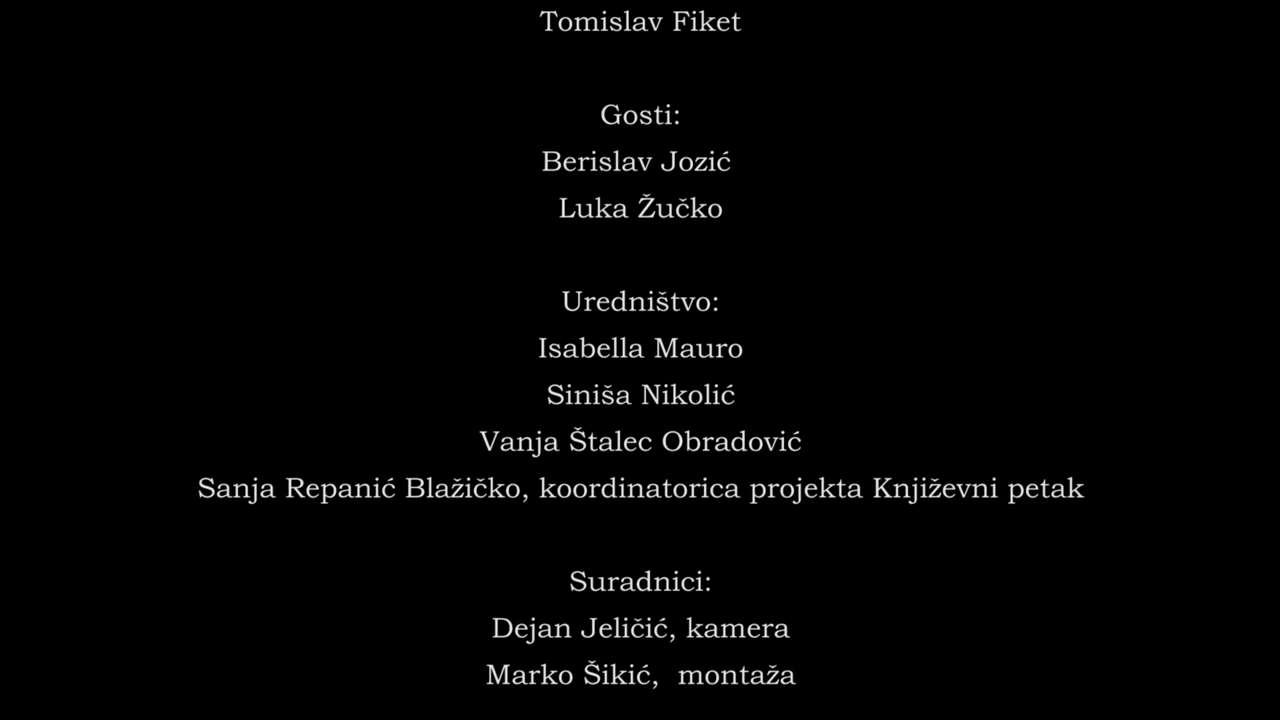 Tomislav Fiket
Gosti:
Berislav Jozić
Luka Žučko
Uredništvo:
Isabella Mauro
Siniša Nikolić
Vanja Štalec Obradović
Sanja Repanić Blažičko, koordinatorica projekta Književni petak
Suradnici:
Dejan Jeličić, kamera
Marko Šikić,  montaža